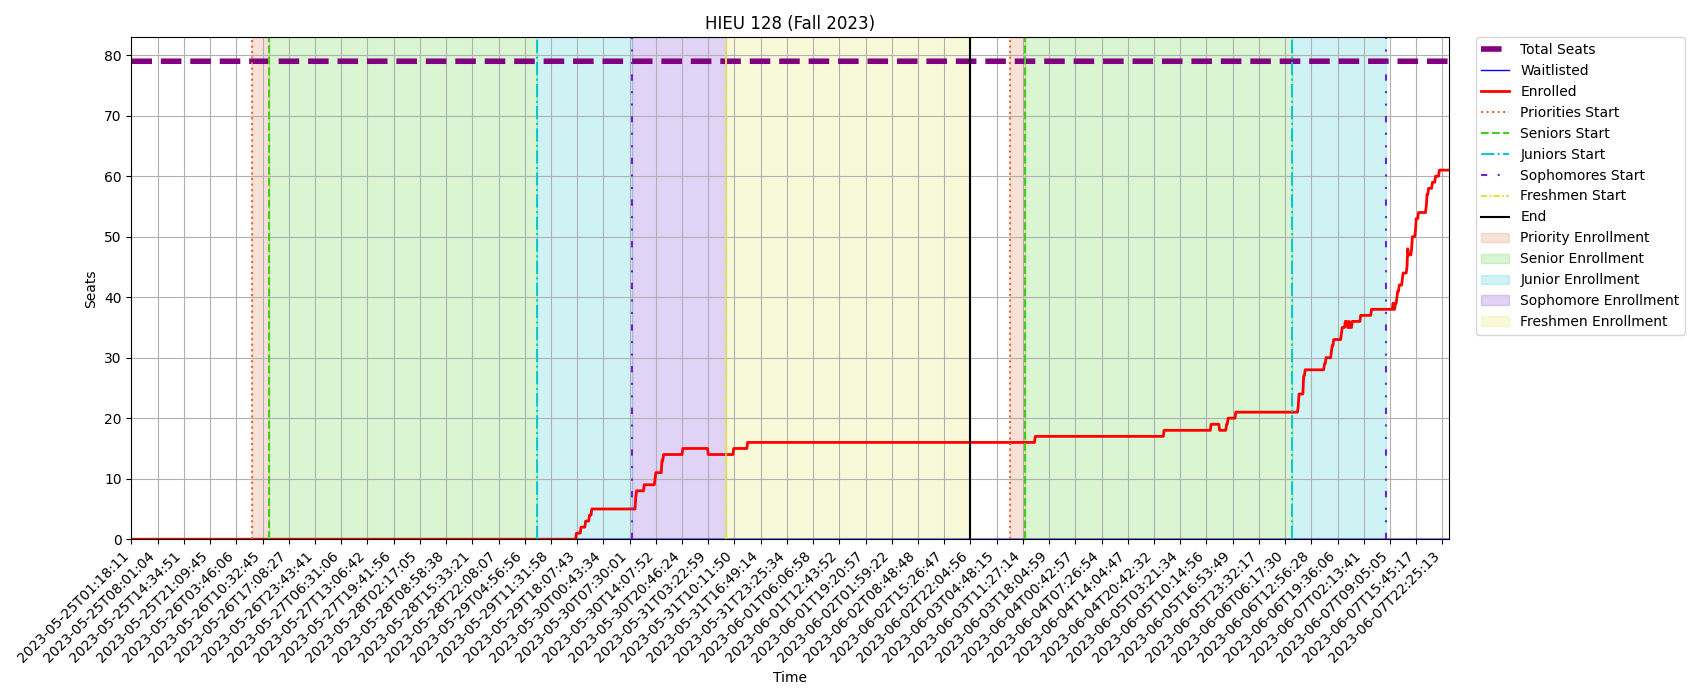 HIEU 128 (Fall 2023)
Seats
80
70
60
50
40
30
20
10
0
2023-05-25T01:18:11
2023-05-25T08:01:04
2023-05-25T14:34:51
2023-05-25T21:09:45
2023-05-26T03:46:06
2023-05-26T10:32:45
2023-05-26T17:08:27
2023-05-26T23:43:41
2023-05-27T06:31:06
2023-05-27T13:06:42
2023-05-27T19:41:56
2023-05-28T02:17:05
2023-05-28T08:58:38
2023-05-28T15:33:21
2023-05-28T22:08:07
2023-05-29T04:56:56
2023-05-29T11:31:58
2023-05-29T18:07:43
2023-05-30T00:43:34
2023-05-30T07:30:01
2023-05-30T14:07:52
2023-05-30T20:46:24
2023-05-31T03:22:59
2023-05-31T10:11:50
2023-05-31T16:49:14
2023-05-31T23:25:34
2023-06-01T06:06:58
2023-06-01T12:43:52
2023-06-01T19:20:57
2023-06-02T01:59:22
2023-06-02T08:48:48
2023-06-02T15:26:47
2023-06-02T22:04:56
2023-06-03T04:48:15
2023-06-03T11:27:14
2023-06-03T18:04:59
2023-06-04T00:42:57
2023-06-04T07:26:54
2023-06-04T14:04:47
2023-06-04T20:42:32
2023-06-05T03:21:34
2023-06-05T10:14:56
2023-06-05T16:53:49
2023-06-05T23:32:17
2023-06-06T06:17:30
2023-06-06T12:56:28
2023-06-06T19:36:06
2023-06-07T02:13:41
2023-06-07T09:05:05
2023-06-07T15:45:17
2023-06-07T22:25:13
Time
Total Seats
Waitlisted
Enrolled
Priorities Start
Seniors Start
Juniors Start
Sophomores Start
Freshmen Start
End
Priority Enrollment
Senior Enrollment
Junior Enrollment
Sophomore Enrollment
Freshmen Enrollment